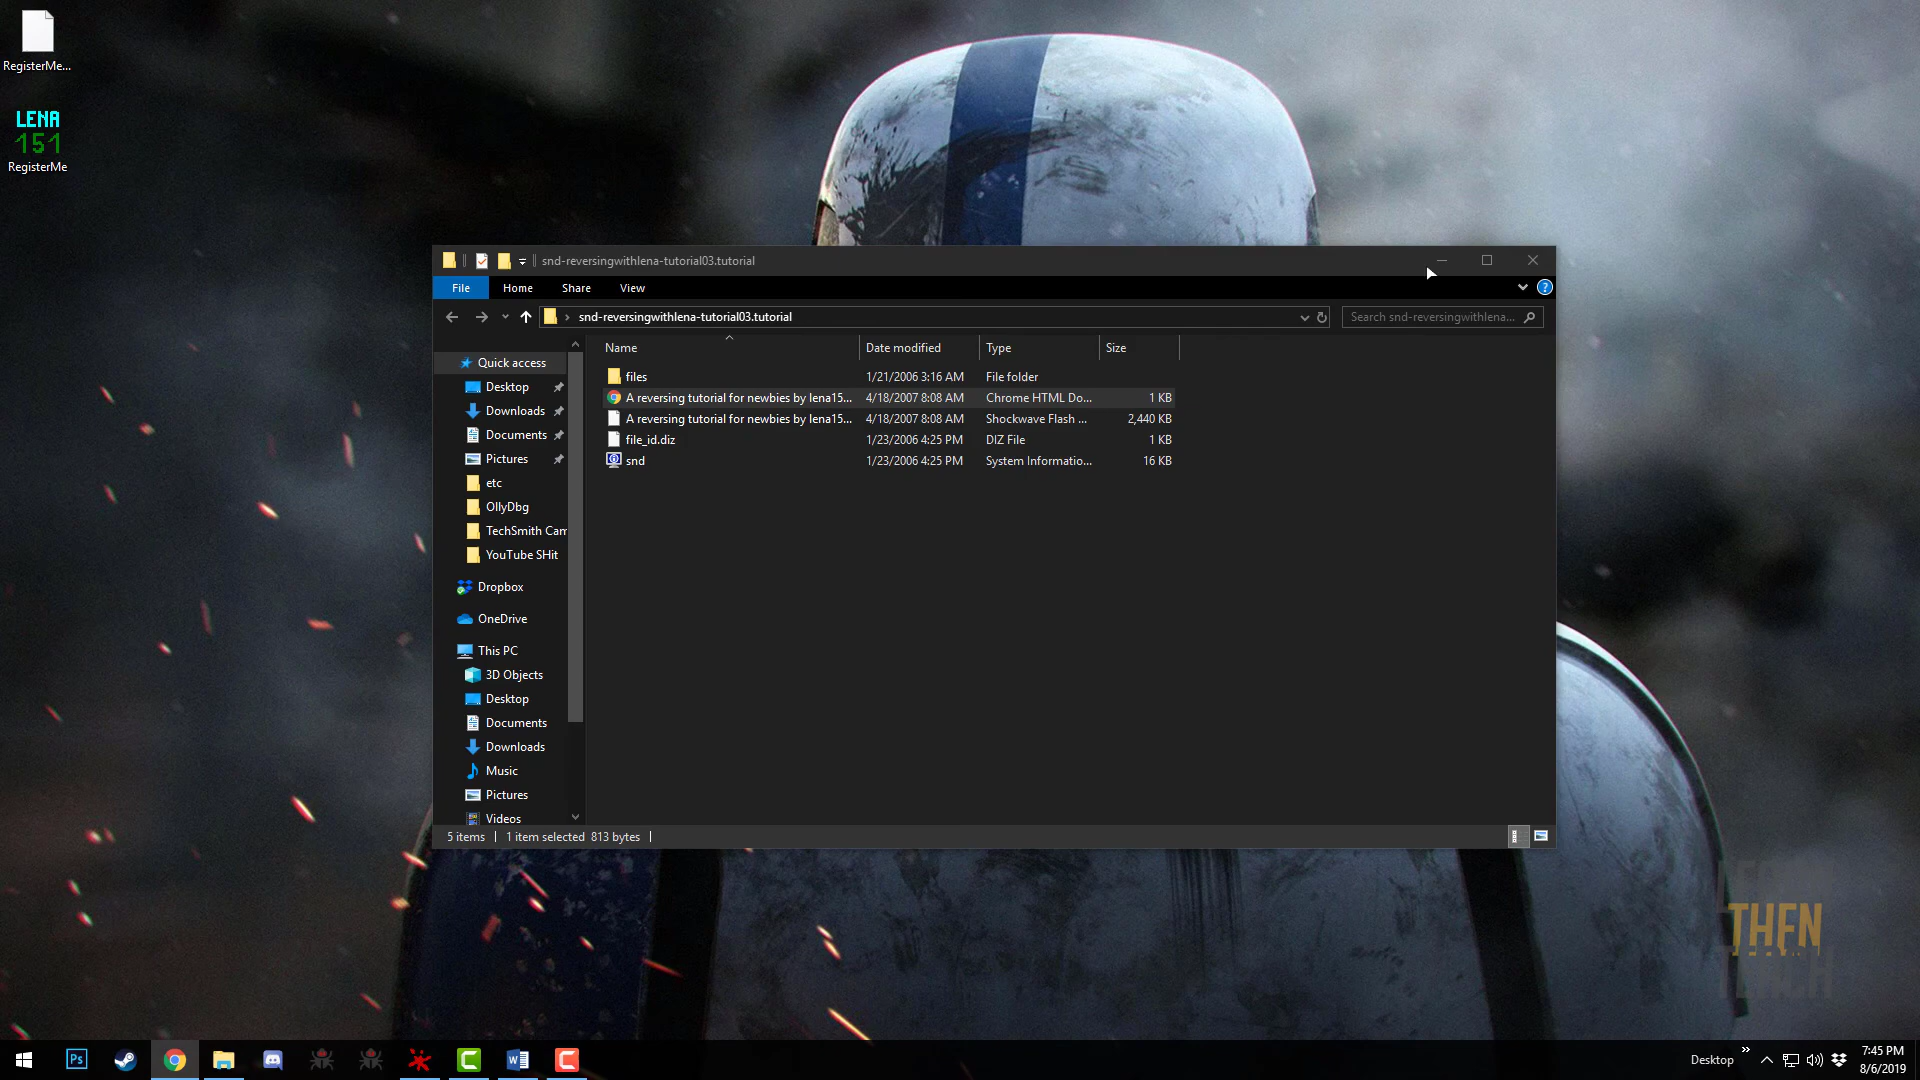 RegisterMe...
LENA
151
RegisterMe
snd-reversingwithlena-tutorial03.tutorial
File Home Share View
snd-reversingwithlena-tutorial03.tutorial
Search snd-reversingwithlena...
Name Date modified Type Size
Quick access
Desktop
Downloads
Documents
Pictures
etc
OllyDbg
TechSmith Cam
YouTube SHit
Dropbox
OneDrive
This PC
3D Objects
Desktop
Documents
Downloads
Music
Pictures
Videos
files 1/21/2006 3:16 AM File folder
A reversing tutorial for newbies by lena15... 4/18/2007 8:08 AM Chrome HTML Do... 1 KB
A reversing tutorial for newbies by lena15... 4/18/2007 8:08 AM Shockwave Flash ... 2,440 KB
file_id.diz 1/23/2006 4:25 PM DIZ File 1 KB
snd 1/23/2006 4:25 PM System Informatio... 16 KB
5 items 1 item selected 813 bytes
THEN
TEACH
Ps
Desktop
7:45 PM
8/6/2019